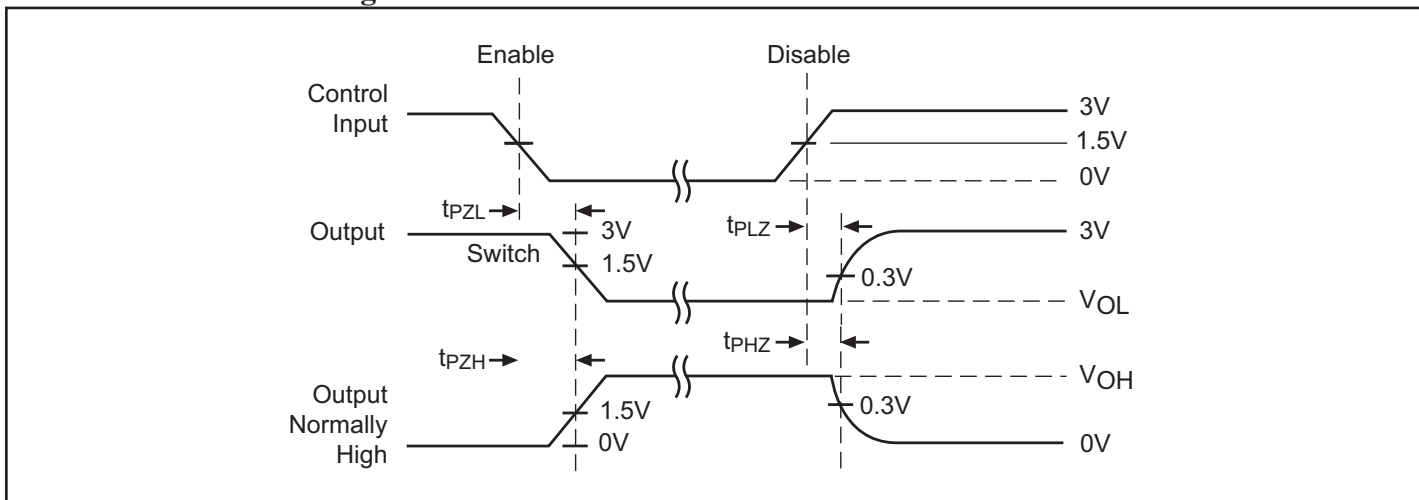 Enable
Disable
Control
Input
3V
1.5V
0V
tPZL
tPLZ
Output
Switch
3V
1.5V
3V
0.3V
VOL
tPZH
tPHZ
VOH
Output
Normally
High
1.5V
0V
0.3V
0V